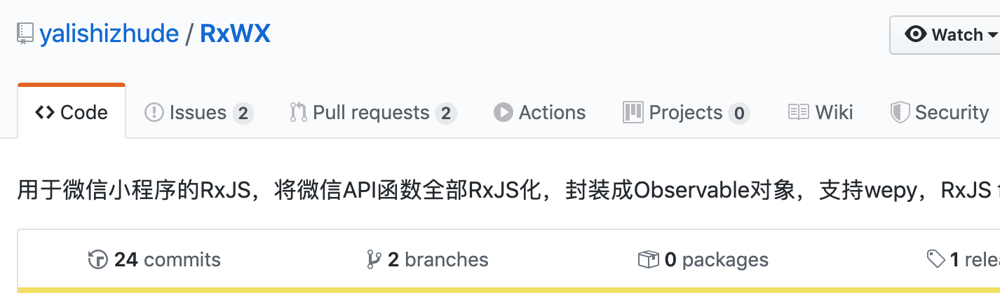 yalishizhude / RxWX
Watch
Code Issues 2 Pull requests 2 Actions Projects 0 Wiki Security
用于微信小程序的RxJS，将微信API函数全部RxJS化，封装成Observable对象，支持wepy，RxJS
24 commits 2 branches 0 packages 1